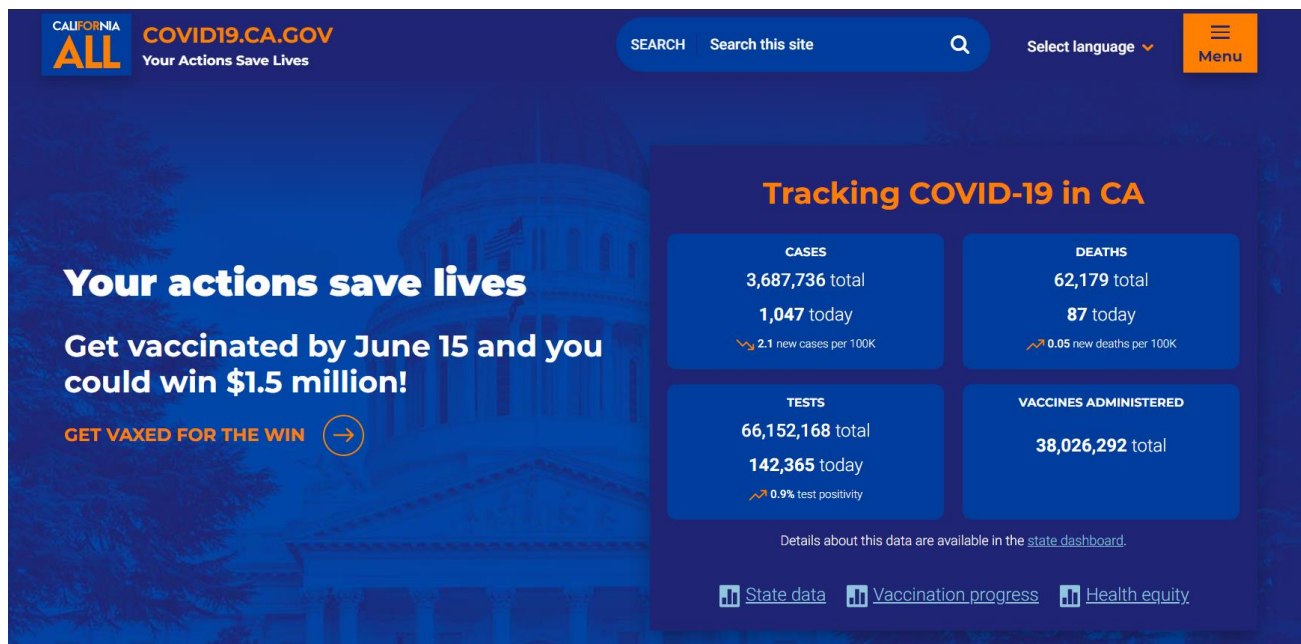 CALIFORNIA
ALL
COVID19.CA.GOV
Your Actions Save Lives
SEARCH Search this site
Select language
Menu
Your actions save lives
Get vaccinated by June 15 and you
could win $1.5 million!
GET VAXED FOR THE WIN
Tracking COVID-19 in CA
CASES
3,687,736 total
1,047 today
2.1 new cases per 100K
DEATHS
62,179 total
87 today
0.05 new deaths per 100K
TESTS
66,152,168 total
142,365 today
0.9% test positivity
VACCINES ADMINISTERED
38,026,292 total
Details about this data are available in the state dashboard.
State data Vaccination progress Health equity